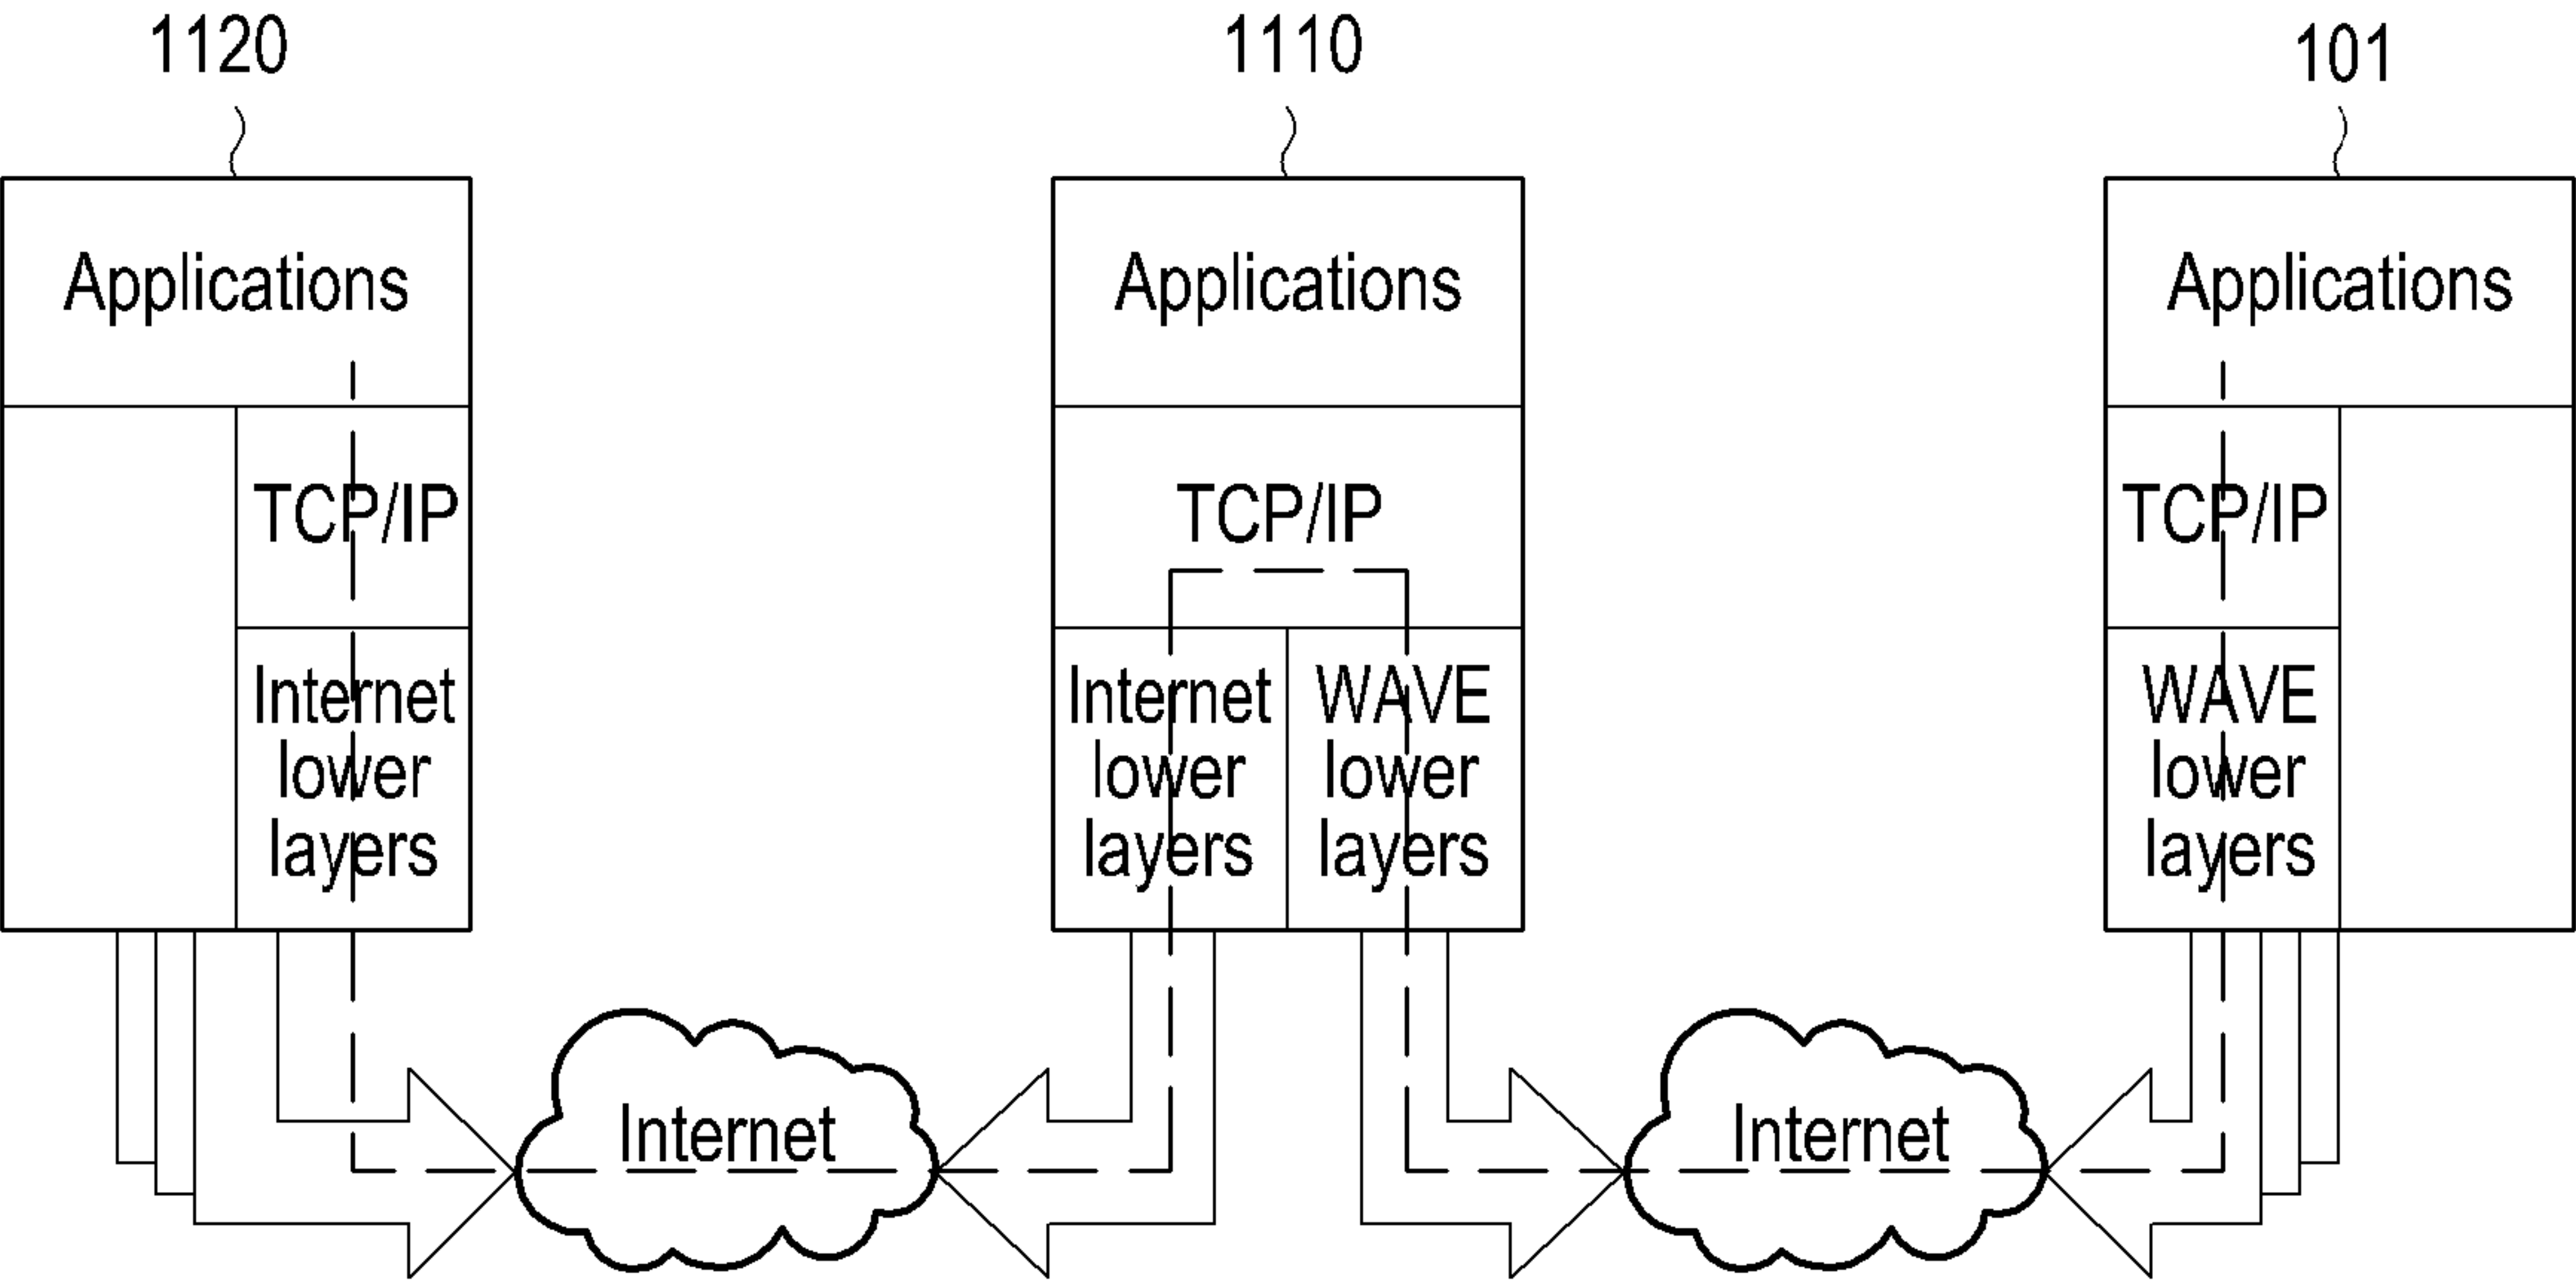 1120
1110
101
Applications
Applications
Applications
TCP/IP
TCP/IP
TCP/IP
Internet
lower
layers
Internet
lower
layers
WAVE
lower
layers
WAVE
lower
layers
Internet
Internet